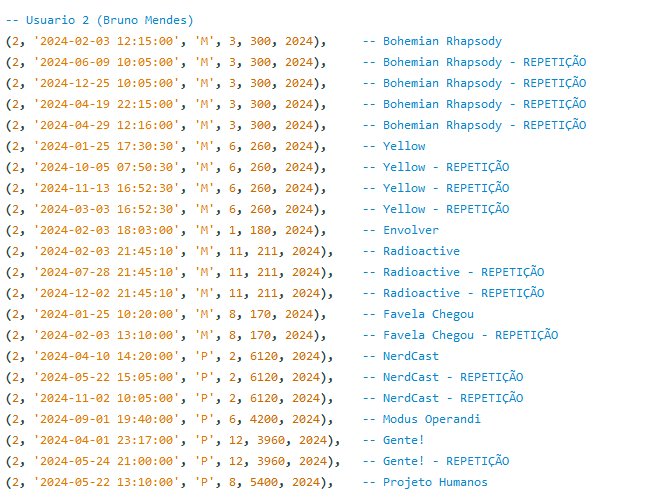 -- Usuario 2 (Bruno Mendes)
(2, '2024-02-03 12:15:00', 'M', 3, 300, 2024),     -- Bohemian Rhapsody
(2, '2024-06-09 10:05:00', 'M', 3, 300, 2024),     -- Bohemian Rhapsody - REPETIÇÃO
(2, '2024-12-25 10:05:00', 'M', 3, 300, 2024),     -- Bohemian Rhapsody - REPETIÇÃO
(2, '2024-04-19 22:15:00', 'M', 3, 300, 2024),     -- Bohemian Rhapsody - REPETIÇÃO
(2, '2024-04-29 12:16:00', 'M', 3, 300, 2024),     -- Bohemian Rhapsody - REPETIÇÃO
(2, '2024-01-25 17:30:30', 'M', 6, 260, 2024),     -- Yellow
(2, '2024-10-05 07:50:30', 'M', 6, 260, 2024),     -- Yellow - REPETIÇÃO
(2, '2024-11-13 16:52:30', 'M', 6, 260, 2024),     -- Yellow - REPETIÇÃO
(2, '2024-03-03 16:52:30', 'M', 6, 260, 2024),     -- Yellow - REPETIÇÃO
(2, '2024-02-03 18:03:00', 'M', 1, 180, 2024),     -- Envolver
(2, '2024-02-03 21:45:10', 'M', 11, 211, 2024),    -- Radioactive
(2, '2024-07-28 21:45:10', 'M', 11, 211, 2024),    -- Radioactive - REPETIÇÃO
(2, '2024-12-02 21:45:10', 'M', 11, 211, 2024),    -- Radioactive - REPETIÇÃO
(2, '2024-01-25 10:20:00', 'M', 8, 170, 2024),     -- Favela Chegou
(2, '2024-02-03 13:10:00', 'M', 8, 170, 2024),     -- Favela Chegou - REPETIÇÃO
(2, '2024-04-10 14:20:00', 'P', 2, 6120, 2024),    -- NerdCast
(2, '2024-05-22 15:05:00', 'P', 2, 6120, 2024),    -- NerdCast - REPETIÇÃO
(2, '2024-11-02 10:05:00', 'P', 2, 6120, 2024),    -- NerdCast - REPETIÇÃO
(2, '2024-09-01 19:40:00', 'P', 6, 4200, 2024),    -- Modus Operandi
(2, '2024-04-01 23:17:00', 'P', 12, 3960, 2024),   -- Gente!
(2, '2024-05-24 21:00:00', 'P', 12, 3960, 2024),   -- Gente! - REPETIÇÃO
(2, '2024-05-22 13:10:00', 'P', 8, 5400, 2024),    -- Projeto Humanos